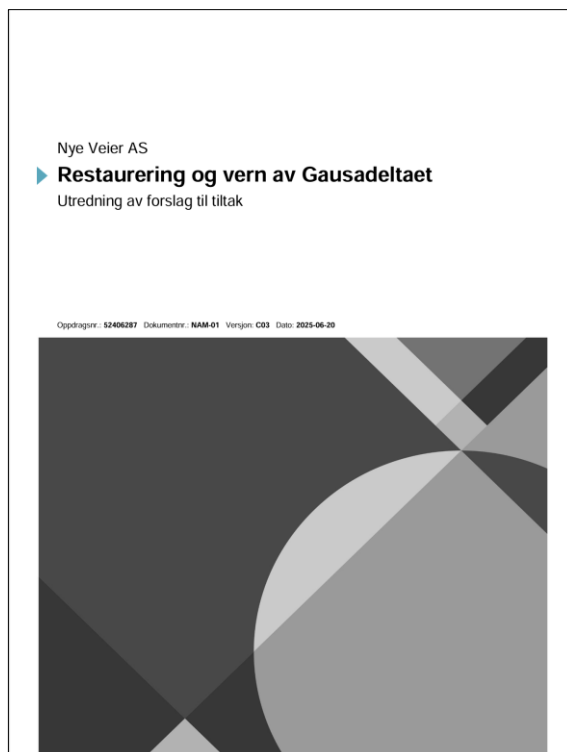 Nye Veier AS
Restaurering og vern av Gausadeltaet
Utredning av forslag til tiltak
Oppdragsnr.: 52406287 Dokumentnr.: NAM-01 Versjon: C03 Dato: 2025-06-20